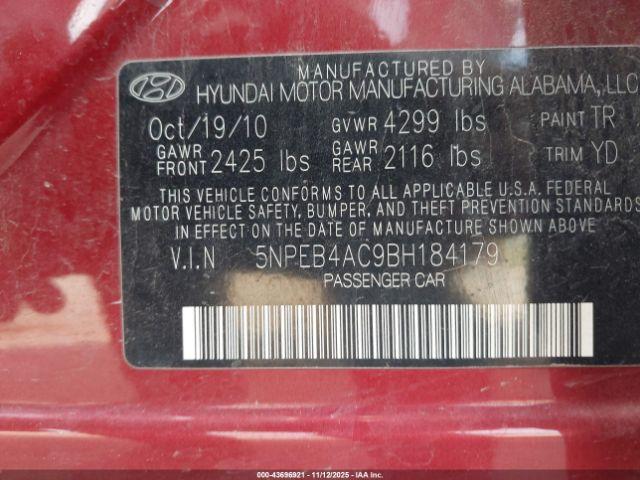 MANUFACTURED BY
HYUNDAI MOTOR MANUFACTURING ALABAMA, LLC
Oct/19/10 GVWR 4299 lbs PAINT TR
GAWR FRONT 2425 lbs GAWR REAR 2116 lbs TRIM YD
THIS VEHICLE CONFORMS TO ALL APPLICABLE U.S.A. FEDERAL
MOTOR VEHICLE SAFETY, BUMPER, AND THEFT PREVENTION STANDARDS
IN EFFECT ON THE DATE OF MANUFACTURE SHOWN ABOVE
V.I.N 5NPEB4AC9BH184179
PASSENGER CAR
000-43696921 - 11/12/2025 - ©IAAI, Inc.